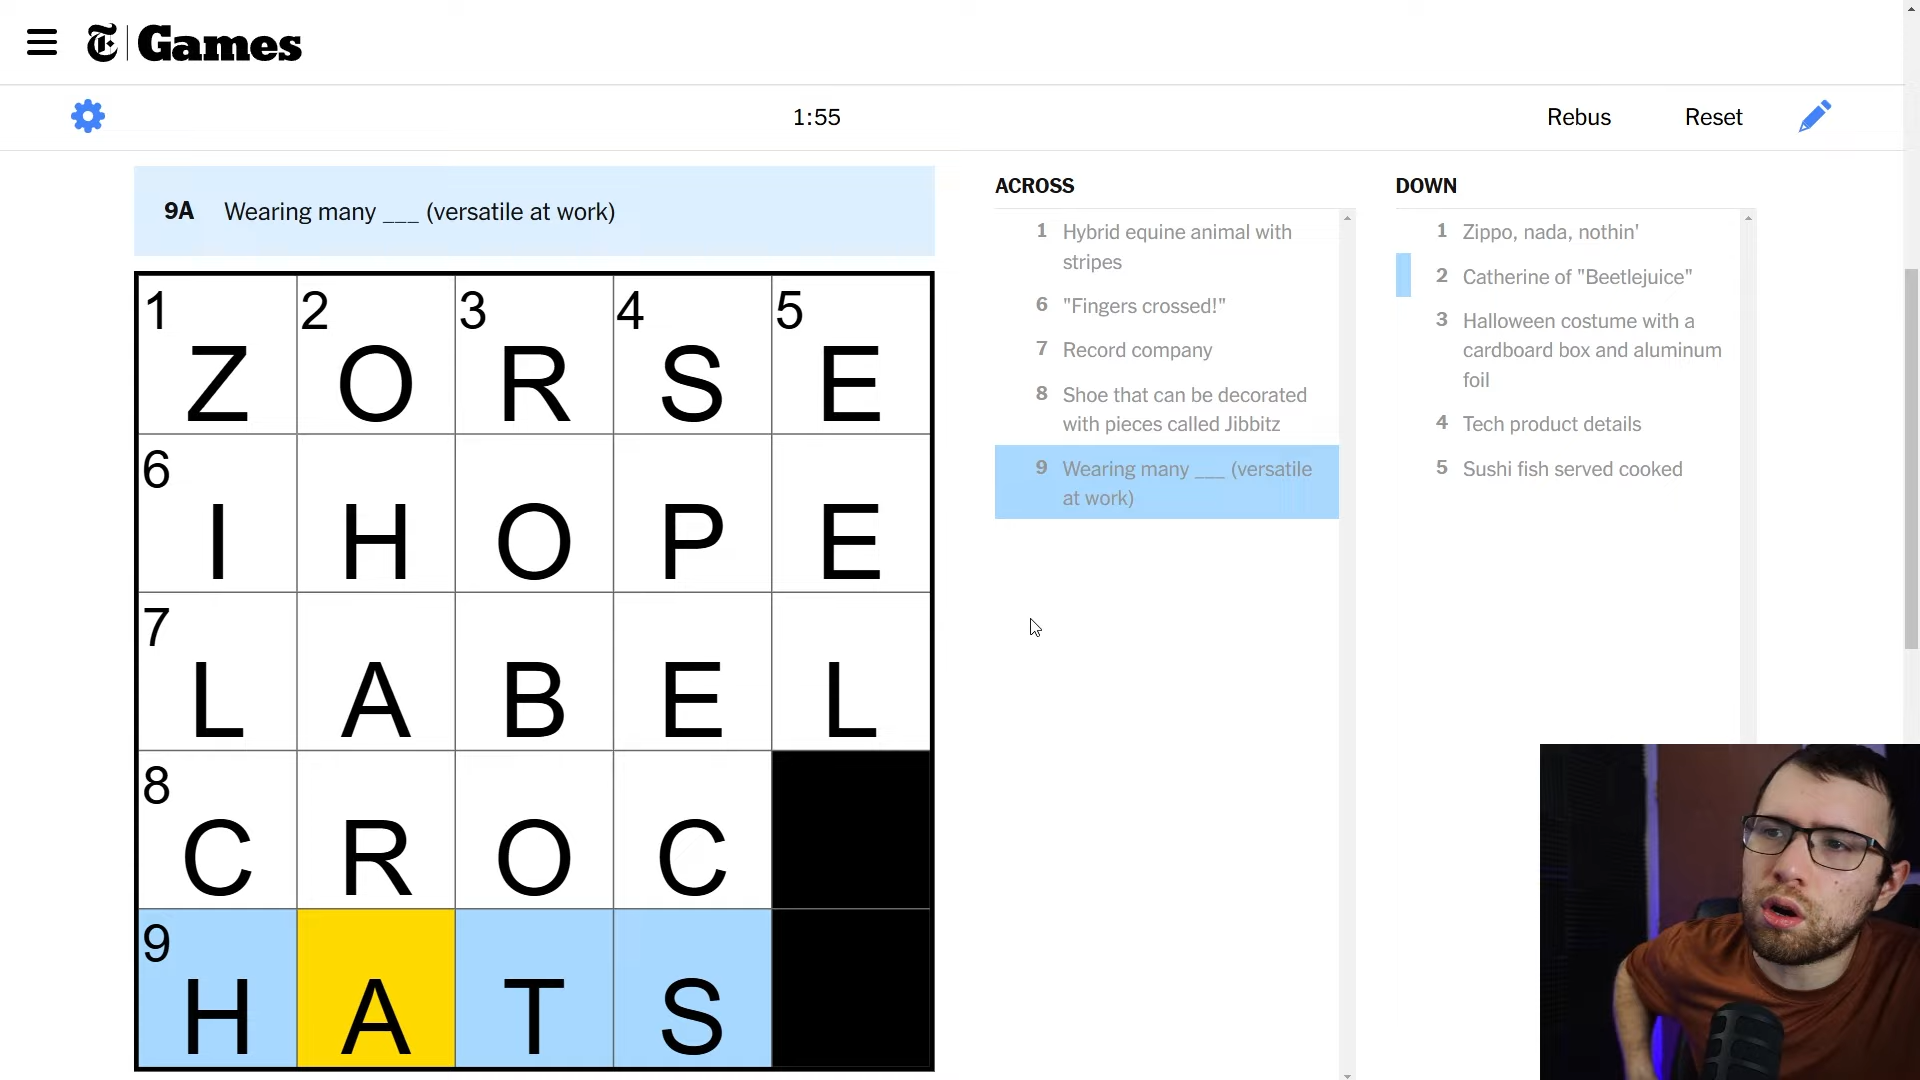 T Games
1:55
Rebus
Reset
9A Wearing many ___ (versatile at work)
1 2 3 4 5
Z O R S E
6
I H O P E
7
L A B E L
8
C R O C
9
H A T S
ACROSS
1 Hybrid equine animal with
stripes
6 "Fingers crossed!"
7 Record company
8 Shoe that can be decorated
with pieces called Jibbitz
9 Wearing many ___ (versatile
at work)
DOWN
1 Zippo, nada, nothin'
2 Catherine of "Beetlejuice"
3 Halloween costume with a
cardboard box and aluminum
foil
4 Tech product details
5 Sushi fish served cooked